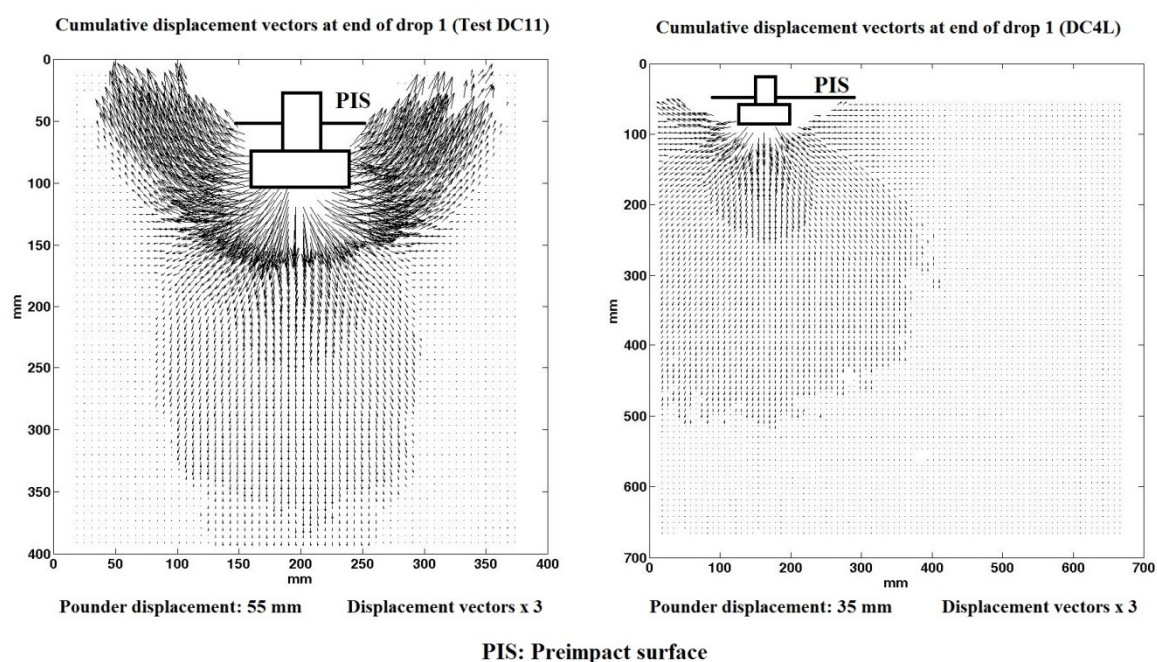 Cumulative displacement vectors at end of drop 1 (Test DC11)
PIS
0
50
100
150
200
250
300
350
400
mm
0 50 100 150 200 250 300 350 400
mm
Pounder displacement: 55 mm Displacement vectors x 3
Cumulative displacement vectorts at end of drop 1 (DC4L)
PIS
0
100
200
300
400
500
600
700
mm
0 100 200 300 400 500 600 700
mm
Pounder displacement: 35 mm Displacement vectors x 3
PIS: Preimpact surface